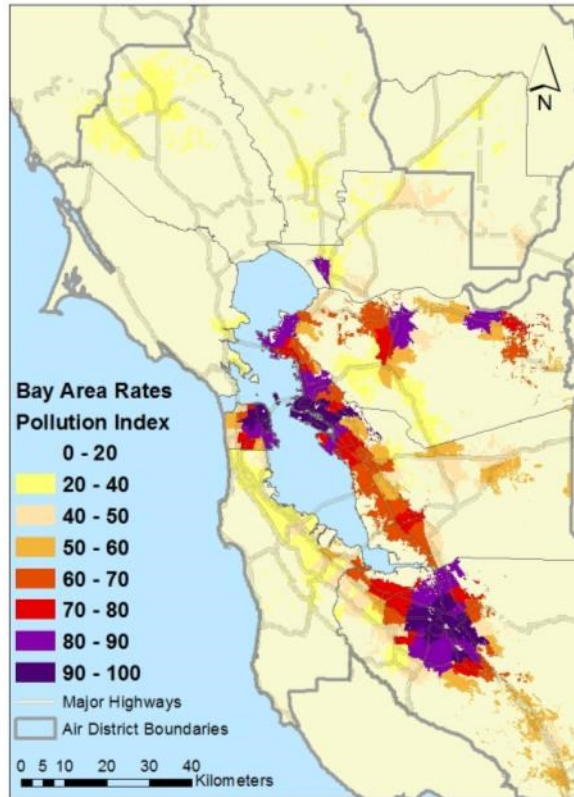 N
Bay Area Rates
Pollution Index
0 - 20
20 - 40
40 - 50
50 - 60
60 - 70
70 - 80
80 - 90
90 - 100
Major Highways
Air District Boundaries
0 5 10 20 30 40
Kilometers